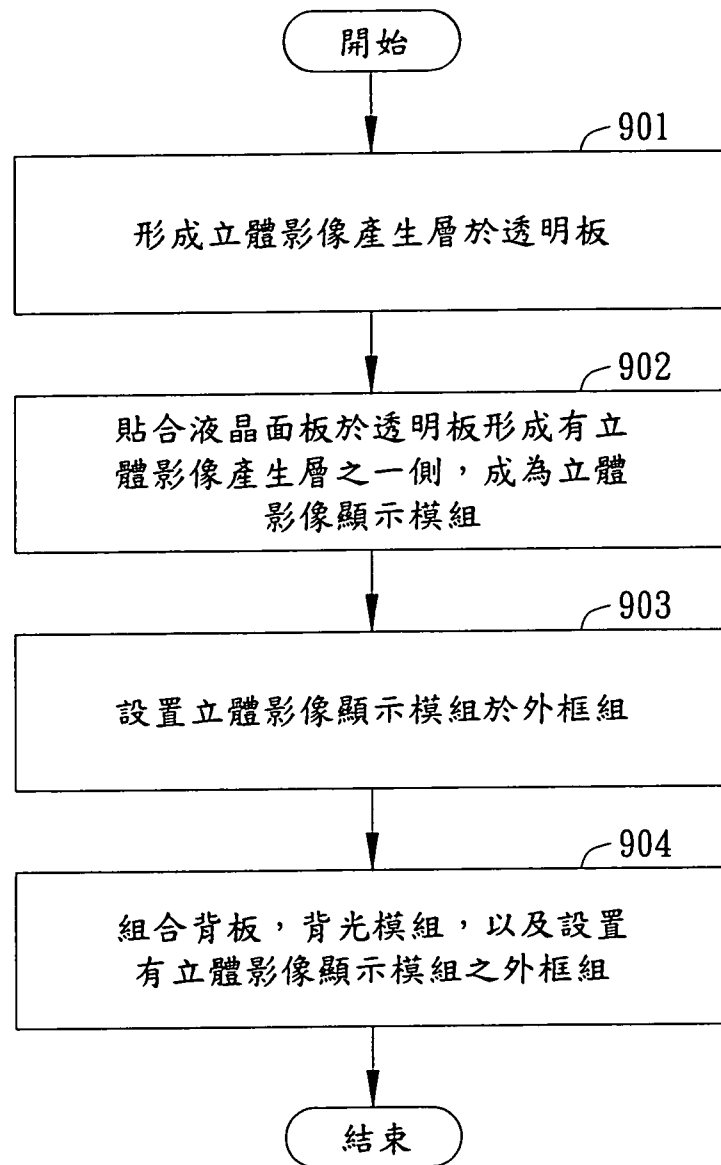 開始
901
形成立體影像產生層於透明板
902
貼合液晶面板於透明板形成有立
體影像產生層之一側，成為立體
影像顯示模組
903
設置立體影像顯示模組於外框組
904
組合背板，背光模組，以及設置
有立體影像顯示模組之外框組
結束